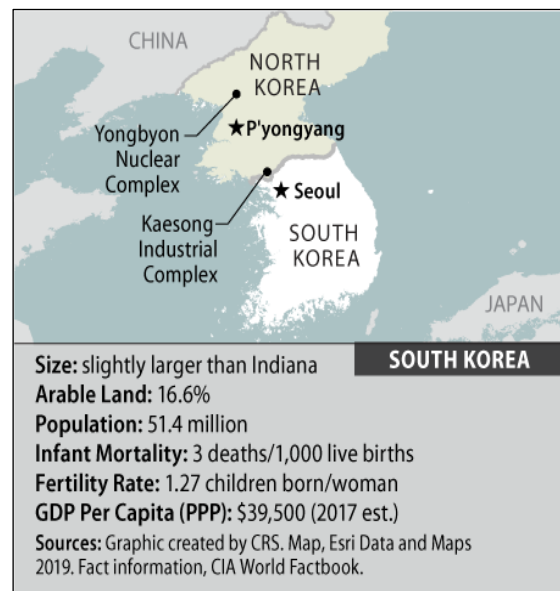 CHINA
NORTH
KOREA
Yongbyon
Nuclear
Complex
P'yongyang
Kaesong
Industrial
Complex
Seoul
SOUTH
KOREA
JAPAN
SOUTH KOREA
Size: slightly larger than Indiana
Arable Land: 16.6%
Population: 51.4 million
Infant Mortality: 3 deaths/1,000 live births
Fertility Rate: 1.27 children born/woman
GDP Per Capita (PPP): $39,500 (2017 est.)
Sources: Graphic created by CRS. Map, Esri Data and Maps
2019. Fact information, CIA World Factbook.